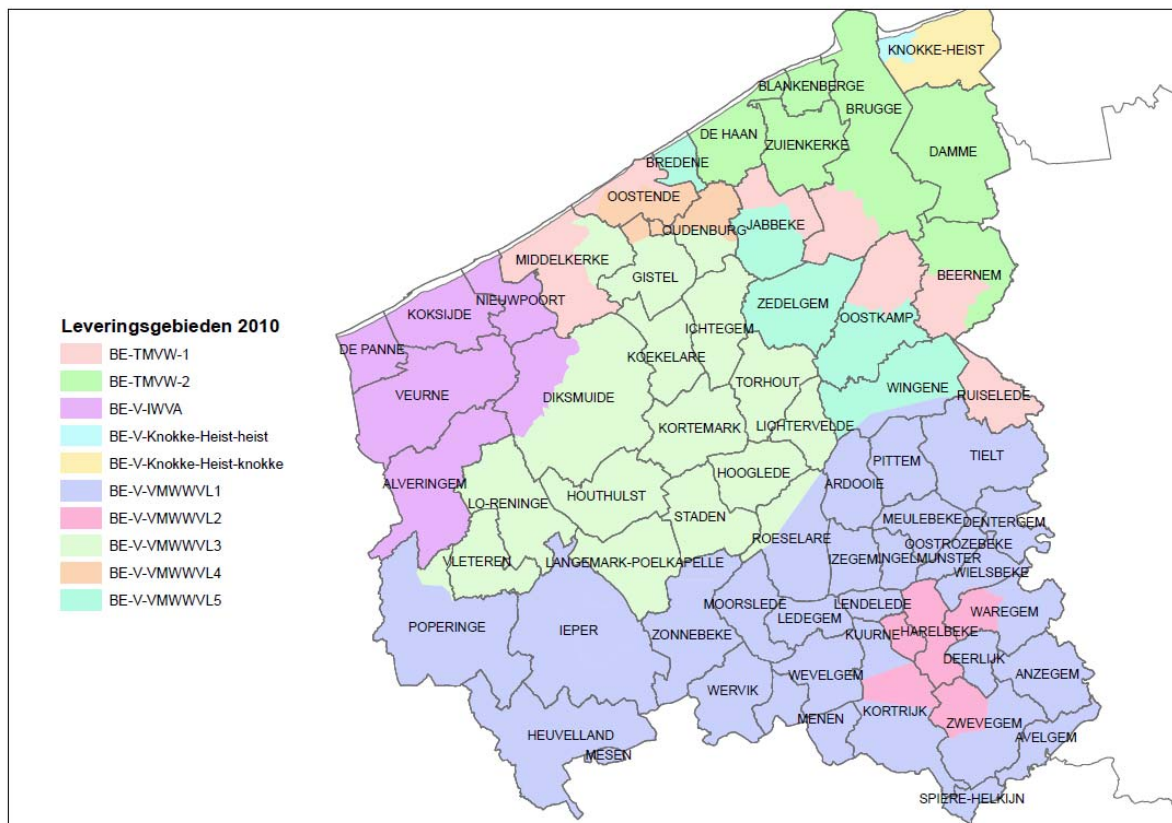 KNOKKE-HEIST
BLANKENBERGE
BRUGGE
DE HAAN
ZUIENKERKE
DAMME
BREDENE
OOSTENDE
OUDENBURG
JABBEKE
MIDDELKERKE
GISTEL
BEERNEM
NIEUWPOORT
ZEDELGEM
KOKSIJDE
OOSTKAMP
ICHTEGEM
DE PANNE
KOEKELARE
TORHOUT
WINGENE
VEURNE
DIKSMUIDE
RUISELEDE
KORTEMARK
LICHTERVELDE
PITTEM
TIELT
HOOGLEDE
ARDOOIE
ALVERINGEM
LO-RENINGE
HOUTHULST
STADEN
MEULEBEKE
DENTERGEM
ROESELARE
OOSTROZEBEKE
VLETEREN
LANGEMARK-POELKAPELLE
IZEGEM
INGELMUNSTER
WIELSBEKE
MOORSLEDE
LENDELEDE
WAREGEM
LEDEGEM
POPERINGE
IEPER
ZONNEBEKE
KUURNE
HARELBEKE
DEERLIJK
WEVELGEM
ANZEGEM
WERVIK
KORTRIJK
MENEN
ZWEVEGEM
HEUVELLAND
AVELGEM
MESEN
SPIERE-HELKIJN
Leveringsgebieden 2010
BE-TMVW-1
BE-TMVW-2
BE-V-IWVA
BE-V-Knokke-Heist-heist
BE-V-Knokke-Heist-knokke
BE-V-VMWWVL1
BE-V-VMWWVL2
BE-V-VMWWVL3
BE-V-VMWWVL4
BE-V-VMWWVL5